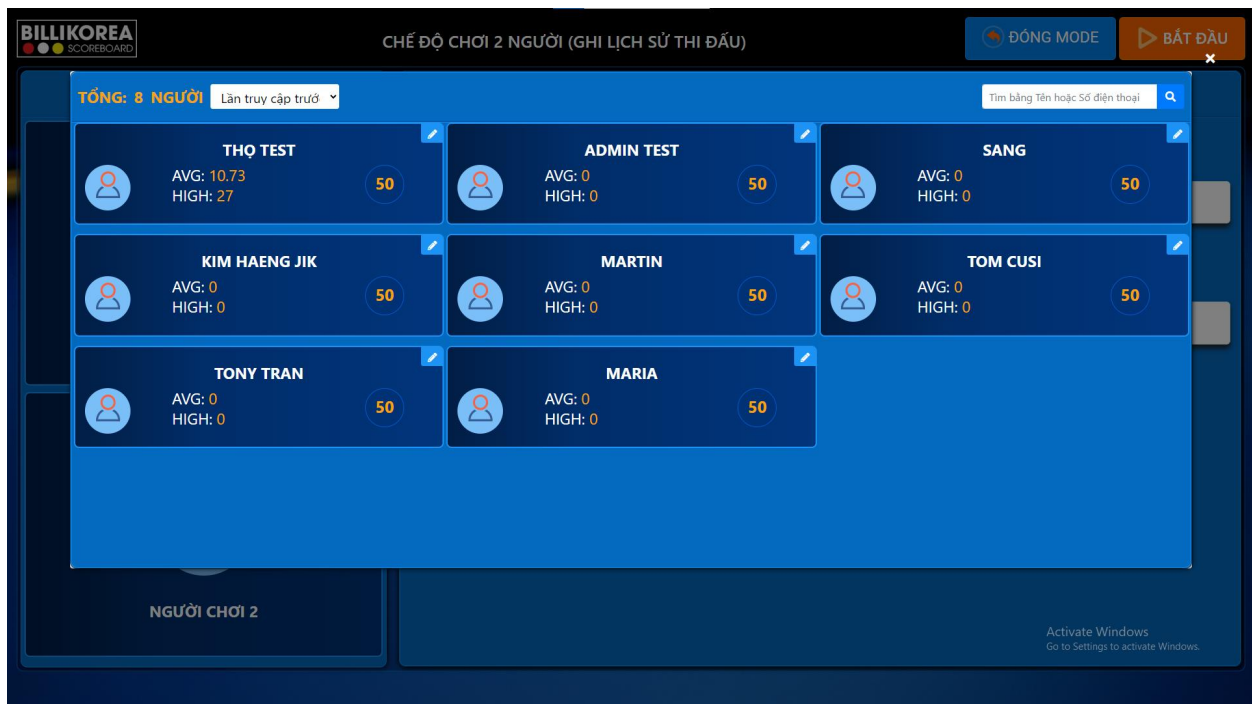 BILLIKOREA
SCOREBOARD
CHẾ ĐỘ CHƠI 2 NGƯỜI (GHI LỊCH SỬ THI ĐẤU)
ĐÓNG MODE
BẮT ĐẦU
×
TỔNG: 8 NGƯỜI
Lần truy cập trướ
Tìm bằng Tên hoặc Số điện thoại
THỌ TEST
AVG: 10.73
HIGH: 27
50
ADMIN TEST
AVG: 0
HIGH: 0
50
SANG
AVG: 0
HIGH: 0
50
KIM HAENG JIK
AVG: 0
HIGH: 0
50
MARTIN
AVG: 0
HIGH: 0
50
TOM CUSI
AVG: 0
HIGH: 0
50
TONY TRAN
AVG: 0
HIGH: 0
50
MARIA
AVG: 0
HIGH: 0
50
NGƯỜI CHƠI 2
Activate Windows
Go to Settings to activate Windows.